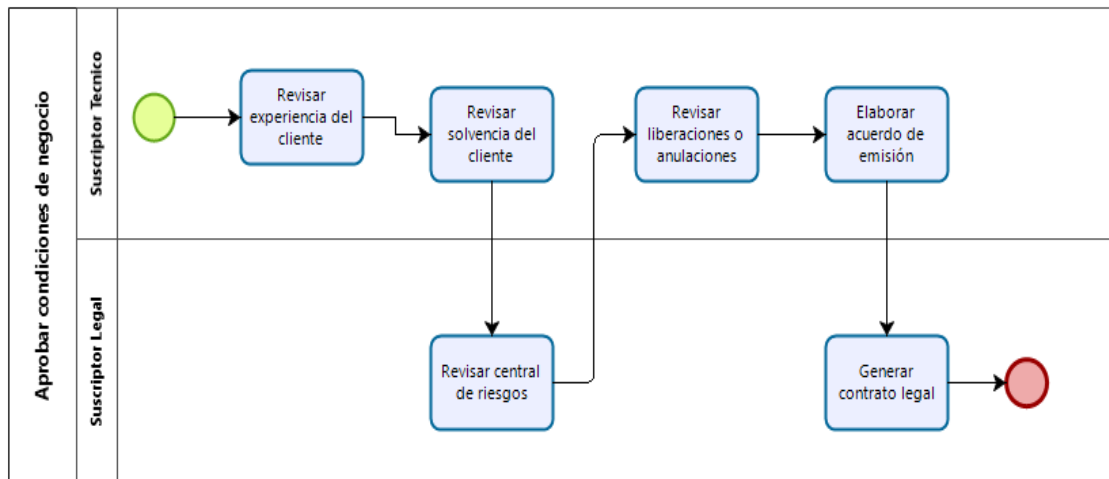 Aprobar condiciones de negocio
Suscriptor Tecnico
Revisar
experiencia del
cliente
Revisar
solvencia del
cliente
Revisar
liberaciones o
anulaciones
Elaborar
acuerdo de
emisión
Suscriptor Legal
Revisar central
de riesgos
Generar
contrato legal